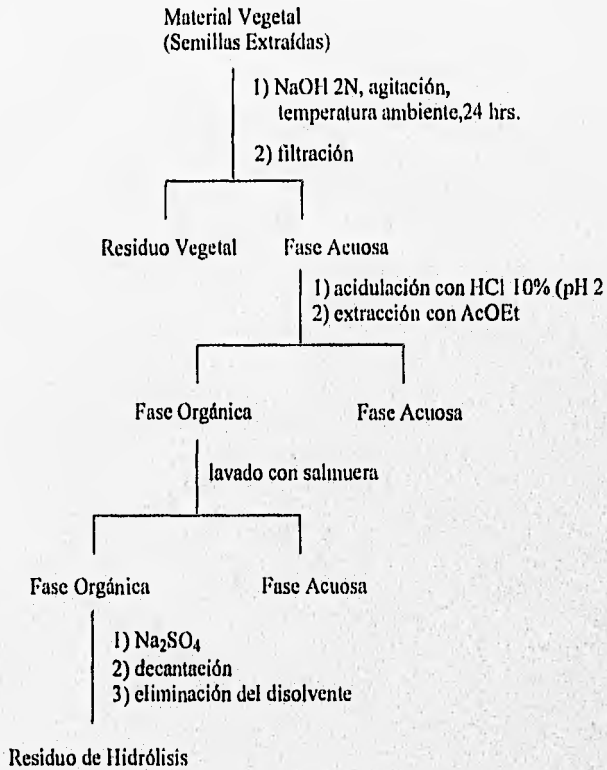 Material Vegetal
(Semillas Extraídas)
1) NaOH 2N, agitación,
temperatura ambiente,24 hrs.
2) filtración
Residuo Vegetal Fase Acuosa
1) acidulación con HCl 10% (pH 2
2) extracción con AcOEt
Fase Orgánica Fase Acuosa
lavado con salmuera
Fase Orgánica Fase Acuosa
1) Na₂SO₄
2) decantación
3) eliminación del disolvente
Residuo de Hidrólisis